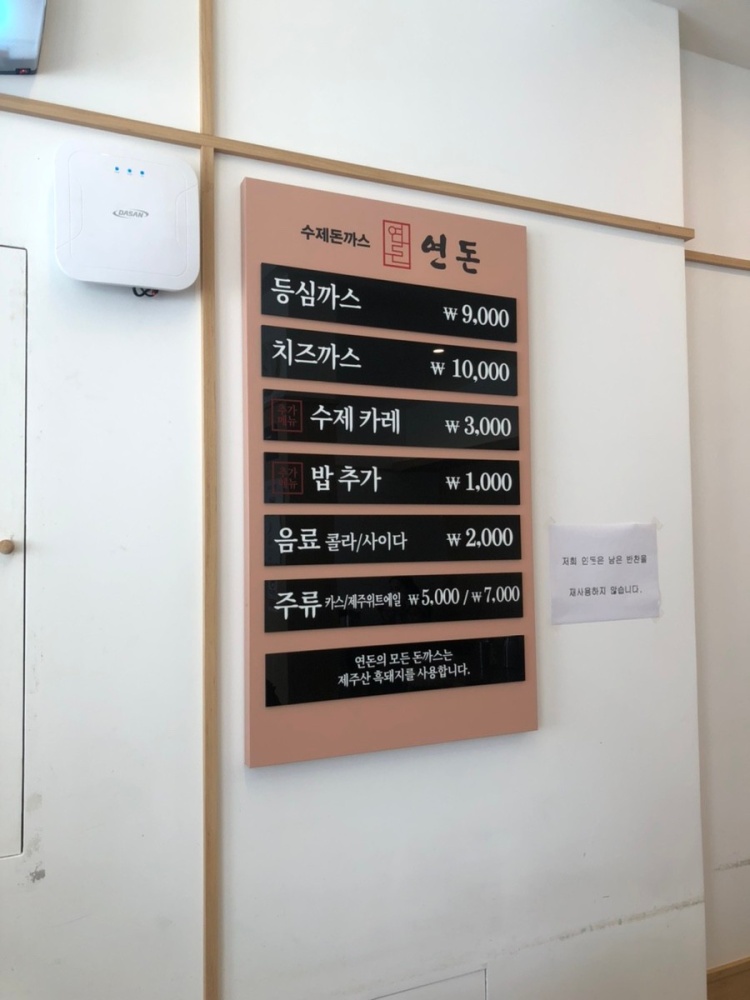 DASAN
수제돈까스 연돈 연돈
등심까스 ₩ 9,000
치즈까스 ₩ 10,000
추가메뉴 수제 카레 ₩ 3,000
추가메뉴 밥 추가 ₩ 1,000
음료 콜라/사이다 ₩ 2,000
주류 카스/제주위트에일 ₩ 5,000 / ₩ 7,000
연돈의 모든 돈까스는
제주산 흑돼지를 사용합니다.
저희 연돈은 남은 반찬을
재사용하지 않습니다.